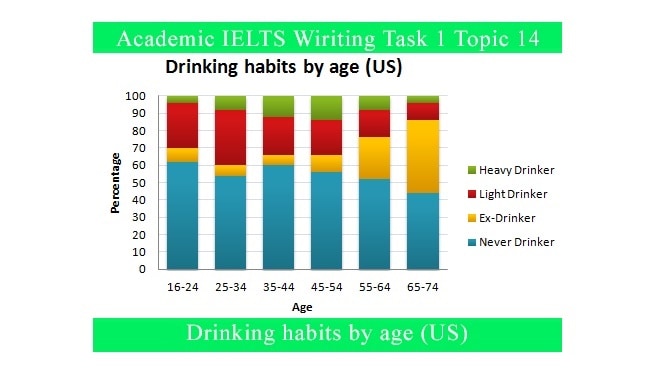 Academic IELTS Wiriting Task 1 Topic 14
Drinking habits by age (US)
100
90
80
70
60
50
40
30
20
10
0
Percentage
16-24 25-34 35-44 45-54 55-64 65-74
Age
Heavy Drinker
Light Drinker
Ex-Drinker
Never Drinker
Drinking habits by age (US)